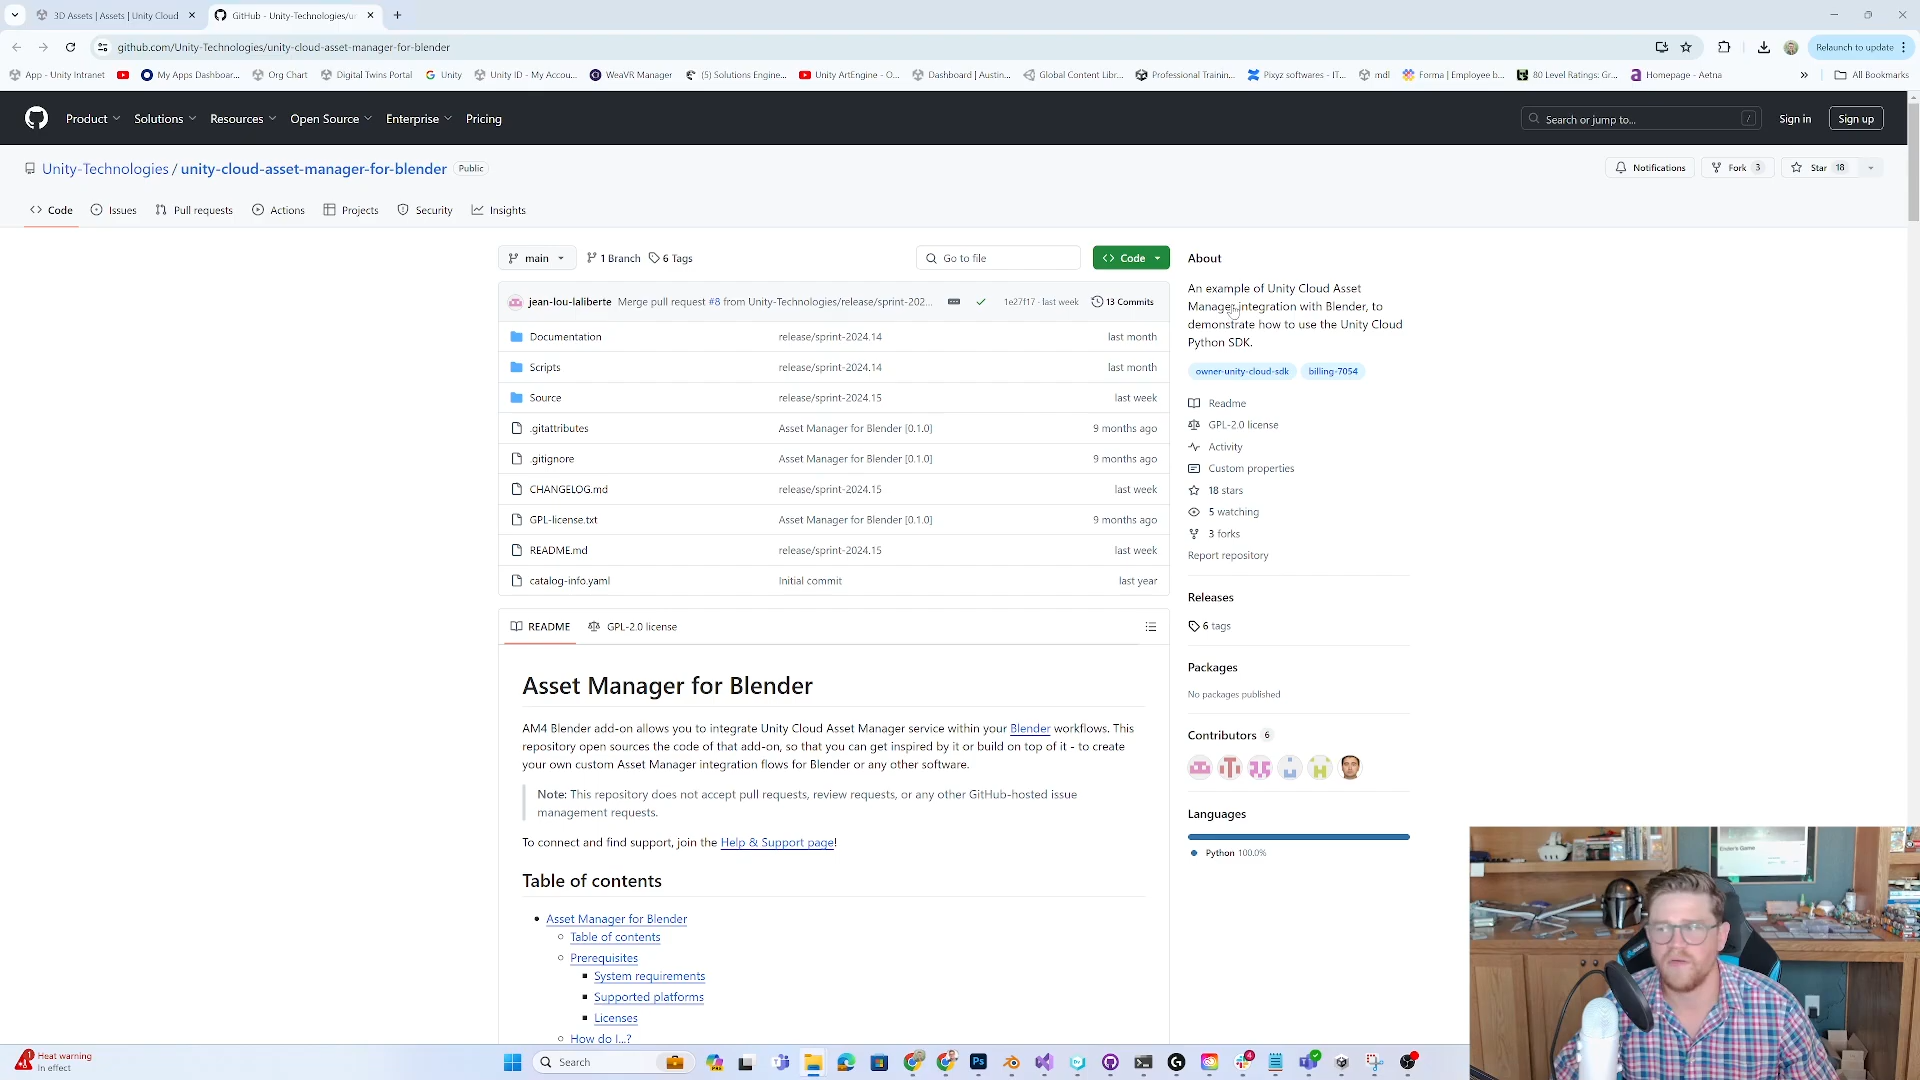 3D Assets | Assets | Unity Cloud
GitHub - Unity-Technologies/ur
github.com/Unity-Technologies/unity-cloud-asset-manager-for-blender
Relaunch to update
App - Unity Intranet
My Apps Dashboar...
Org Chart
Digital Twins Portal
Unity
Unity ID - My Accou...
WeaVR Manager
(5) Solutions Engine...
Unity ArtEngine - O...
Dashboard | Austin...
Global Content Libr...
Professional Trainin...
Pixyz softwares - IT...
mdl
Forma | Employee b...
80 Level Ratings: Gr...
Homepage - Aetna
All Bookmarks
Product
Solutions
Resources
Open Source
Enterprise
Pricing
Search or jump to...
/
Sign in
Sign up
Unity-Technologies / unity-cloud-asset-manager-for-blender
Public
Notifications
Fork 3
Star 18
Code
Issues
Pull requests
Actions
Projects
Security
Insights
main
1 Branch
6 Tags
Go to file
Code
jean-lou-laliberte Merge pull request #8 from Unity-Technologies/release/sprint-202...
1e27f17 · last week
13 Commits
Documentation release/sprint-2024.14 last month
Scripts release/sprint-2024.14 last month
Source release/sprint-2024.15 last week
.gitattributes Asset Manager for Blender [0.1.0] 9 months ago
.gitignore Asset Manager for Blender [0.1.0] 9 months ago
CHANGELOG.md release/sprint-2024.15 last week
GPL-license.txt Asset Manager for Blender [0.1.0] 9 months ago
README.md release/sprint-2024.15 last week
catalog-info.yaml Initial commit last year
README
GPL-2.0 license
Asset Manager for Blender
AM4 Blender add-on allows you to integrate Unity Cloud Asset Manager service within your Blender workflows. This
repository open sources the code of that add-on, so that you can get inspired by it or build on top of it - to create
your own custom Asset Manager integration flows for Blender or any other software.
Note: This repository does not accept pull requests, review requests, or any other GitHub-hosted issue
management requests.
To connect and find support, join the Help & Support page!
Table of contents
Asset Manager for Blender
Table of contents
Prerequisites
System requirements
Supported platforms
Licenses
How do I...?
About
An example of Unity Cloud Asset
Manager integration with Blender, to
demonstrate how to use the Unity Cloud
Python SDK.
owner-unity-cloud-sdk
billing-7054
Readme
GPL-2.0 license
Activity
Custom properties
18 stars
5 watching
3 forks
Report repository
Releases
6 tags
Packages
No packages published
Contributors 6
Languages
Python 100.0%
Ender's Game
Heat warning
In effect
Search